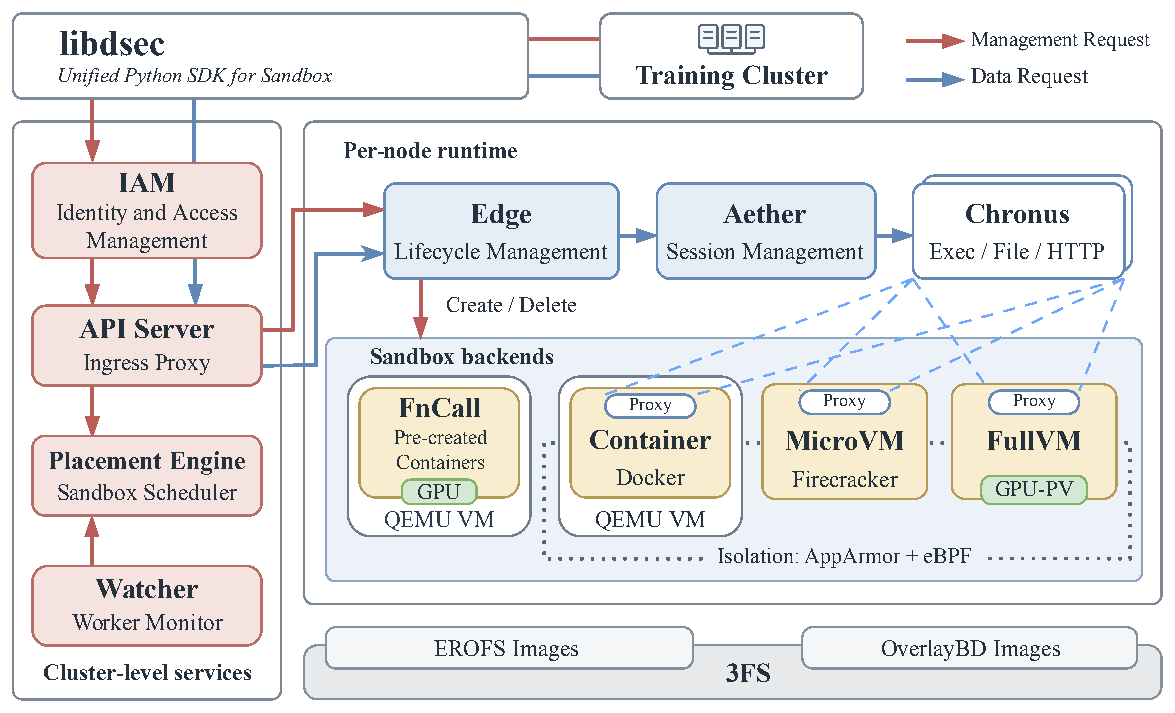 libdsec
Unified Python SDK for Sandbox
Training Cluster
Management Request
Data Request
IAM
Identity and Access
Management
API Server
Ingress Proxy
Placement Engine
Sandbox Scheduler
Watcher
Worker Monitor
Cluster-level services
Per-node runtime
Edge
Lifecycle Management
Aether
Session Management
Chronus
Exec / File / HTTP
Create / Delete
Sandbox backends
FnCall
Pre-created
Containers
GPU
QEMU VM
Proxy
Container
Docker
QEMU VM
Proxy
MicroVM
Firecracker
Proxy
FullVM
GPU-PV
Isolation: AppArmor + eBPF
EROFS Images
OverlayBD Images
3FS